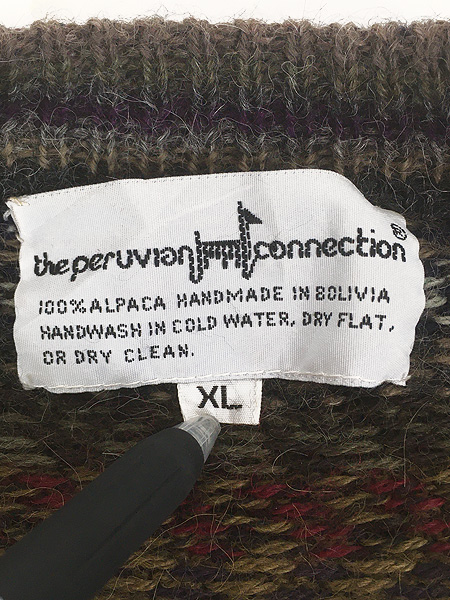 the peruvian connection ®
100% ALPACA HANDMADE IN BOLIVIA
HANDWASH IN COLD WATER, DRY FLAT,
OR DRY CLEAN.
XL